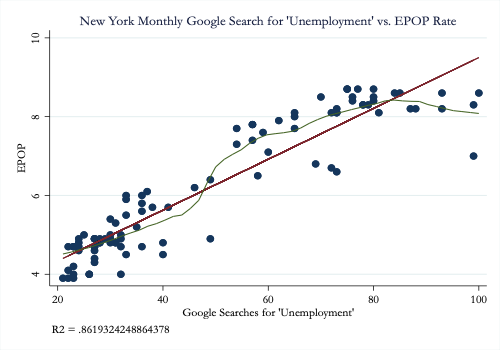 New York Monthly Google Search for 'Unemployment' vs. EPOP Rate
10
8
6
4
EPOP
20
40
60
80
100
Google Searches for 'Unemployment'
R2 = .8619324248864378